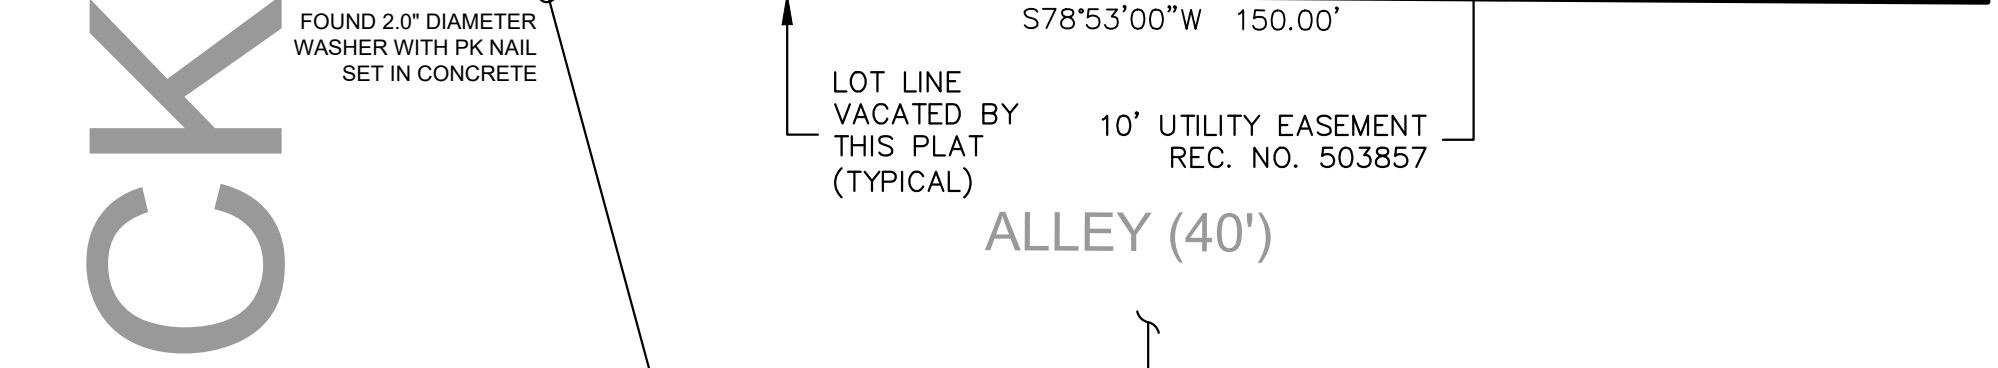 FOUND 2.0" DIAMETER
WASHER WITH PK NAIL
SET IN CONCRETE
S78°53'00"W 150.00'
LOT LINE
VACATED BY
THIS PLAT
(TYPICAL)
10' UTILITY EASEMENT
REC. NO. 503857
ALLEY (40')
CK